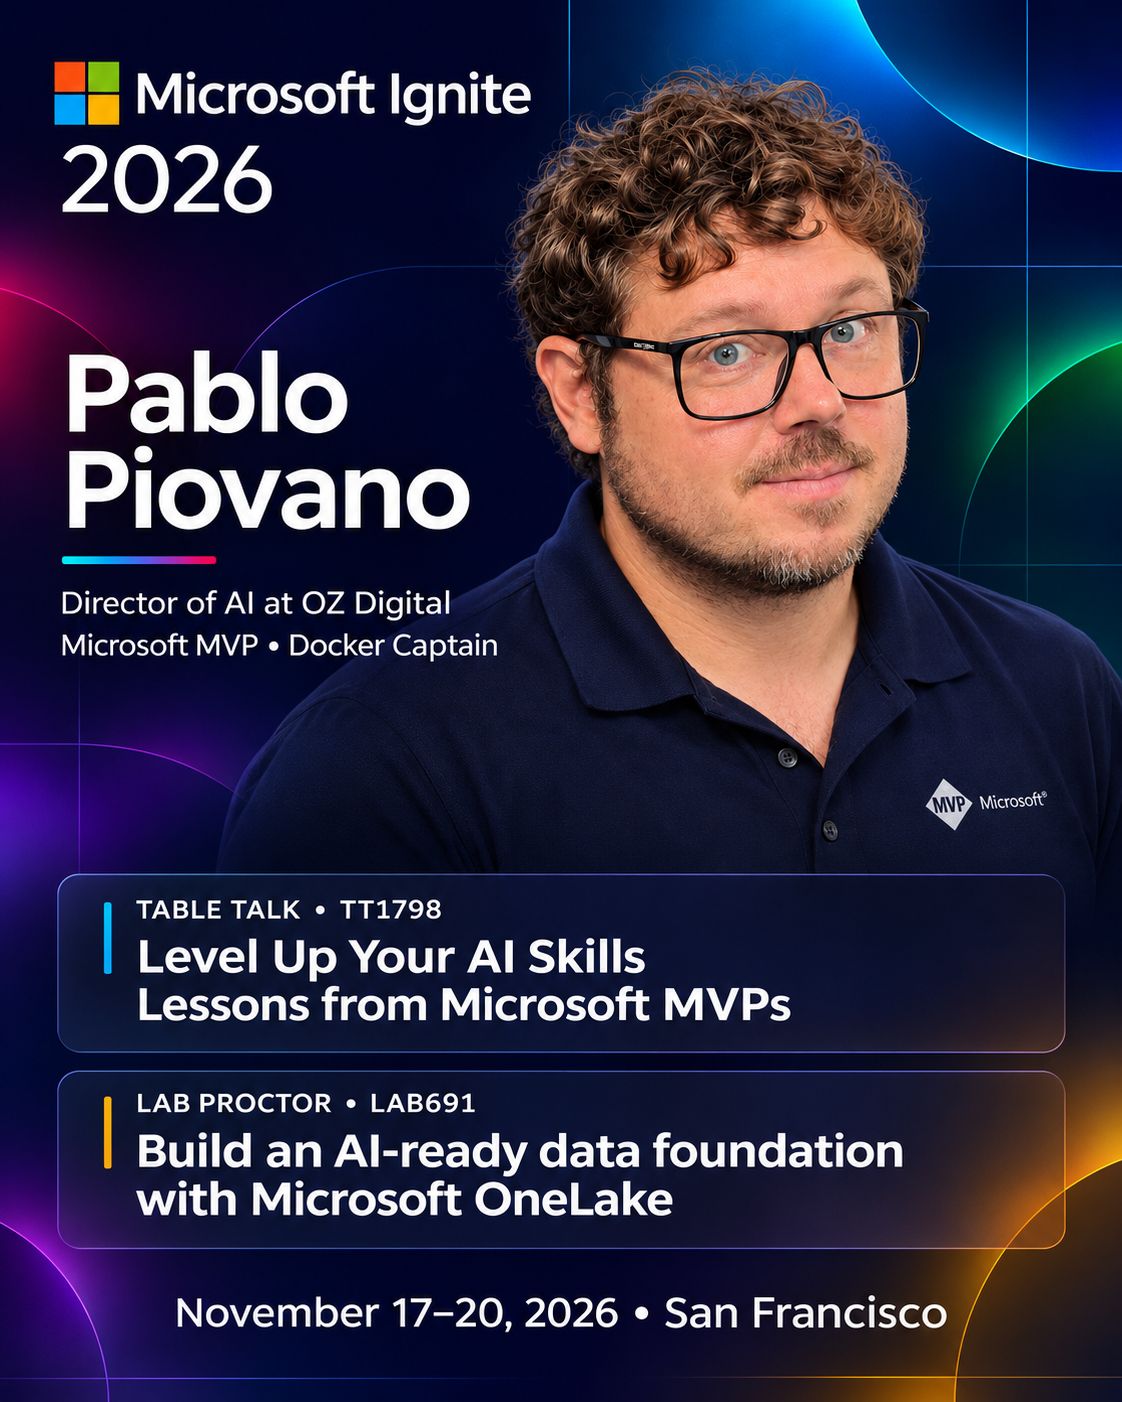 Microsoft Ignite
2026
Pablo
Piovano
Director of AI at OZ Digital
Microsoft MVP • Docker Captain
MVP Microsoft®
TABLE TALK • TT1798
Level Up Your AI Skills
Lessons from Microsoft MVPs
LAB PROCTOR • LAB691
Build an AI-ready data foundation
with Microsoft OneLake
November 17–20, 2026 • San Francisco